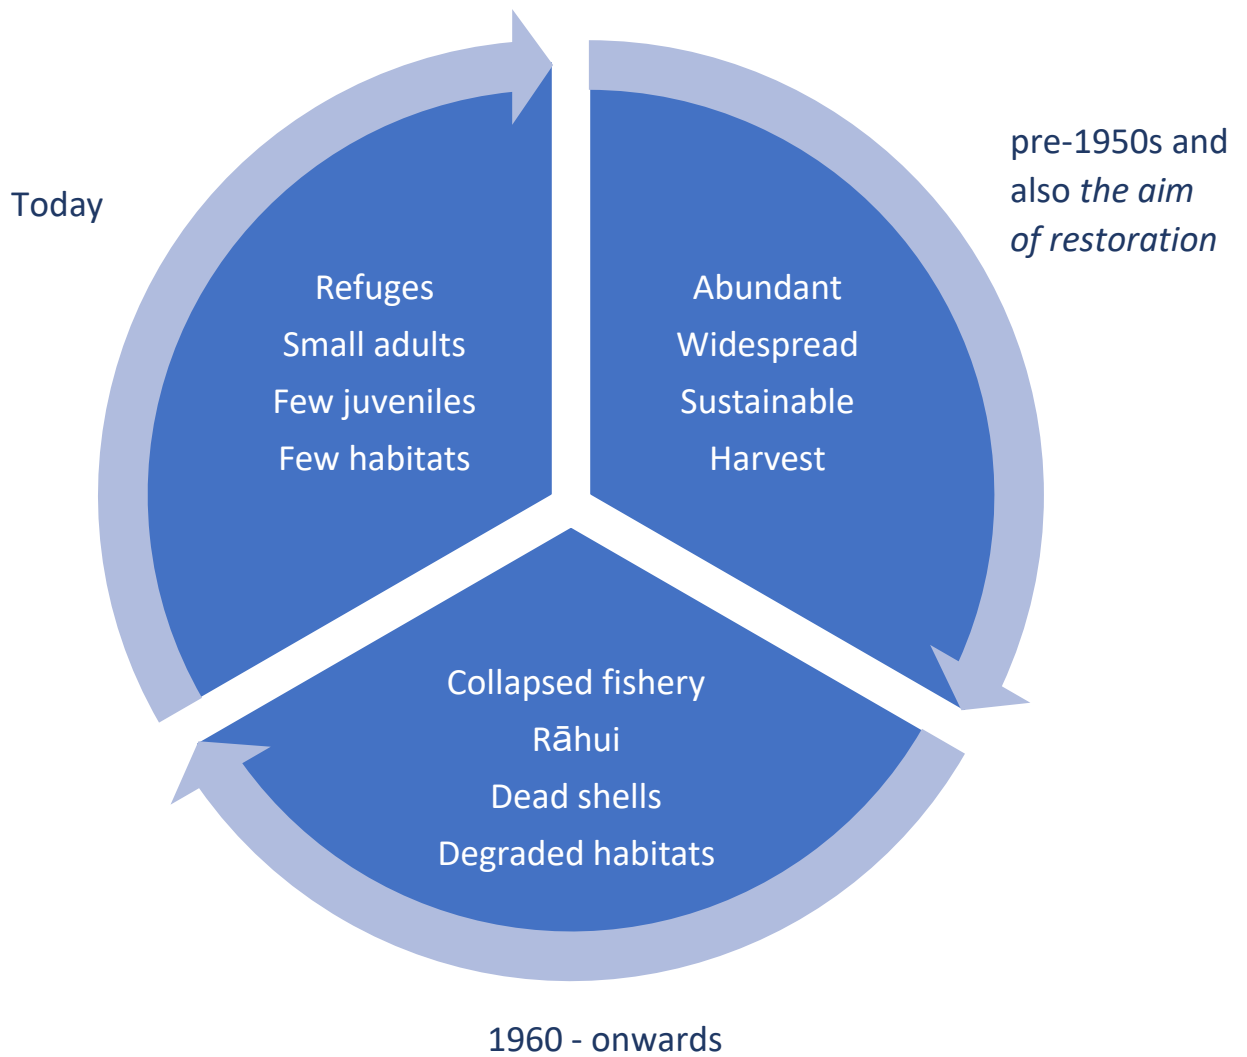 Today
Refuges
Small adults
Few juveniles
Few habitats
pre-1950s and
also the aim
of restoration
Abundant
Widespread
Sustainable
Harvest
Collapsed fishery
Rāhui
Dead shells
Degraded habitats
1960 - onwards